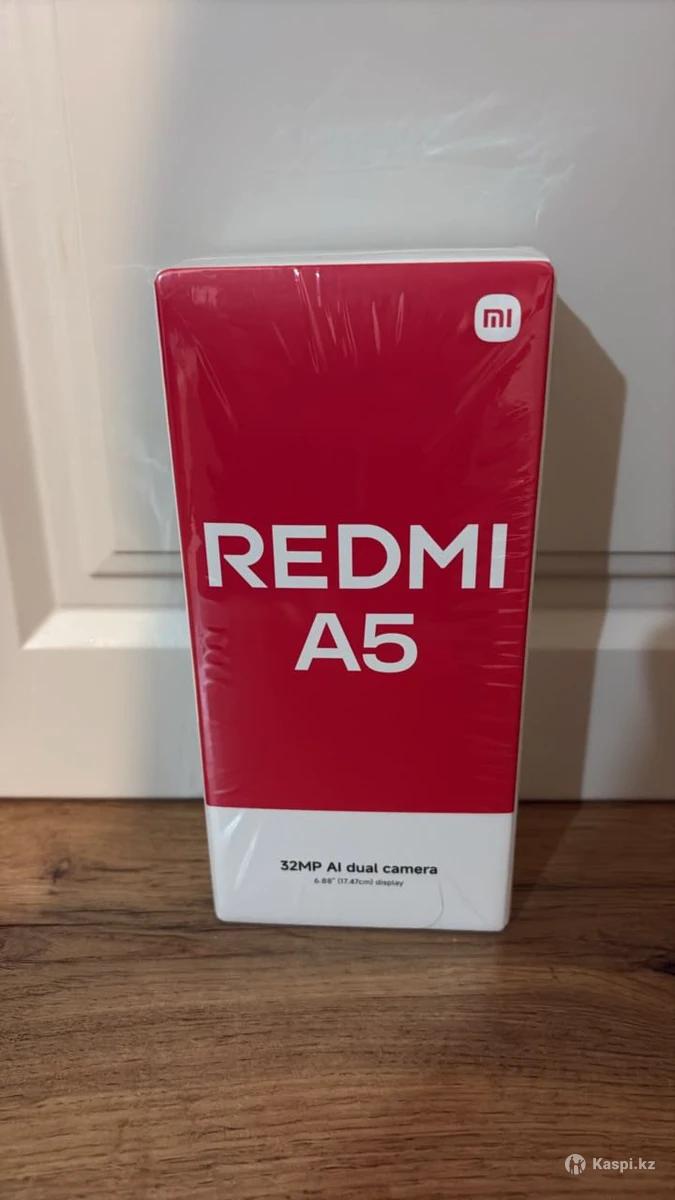 mi
REDMI
A5
32MP AI dual camera
6.88" (17.47cm) display
Kaspi.kz